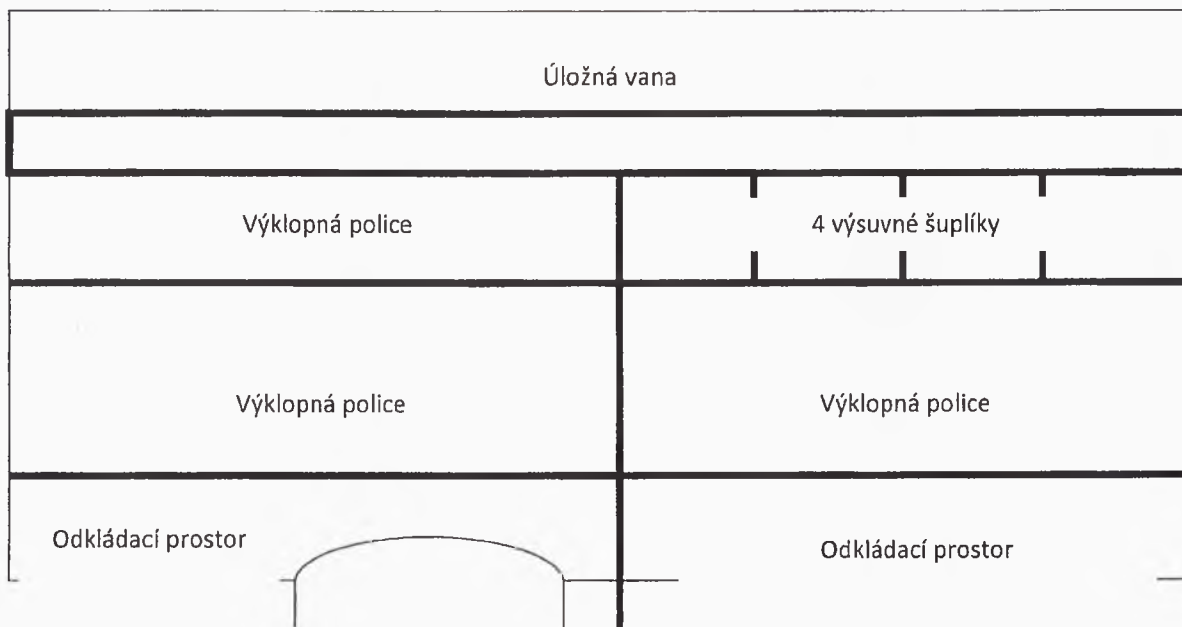 Úložná vana
Výklopná police
4 výsuvné šuplíky
Výklopná police
Výklopná police
Odkládací prostor
Odkládací prostor